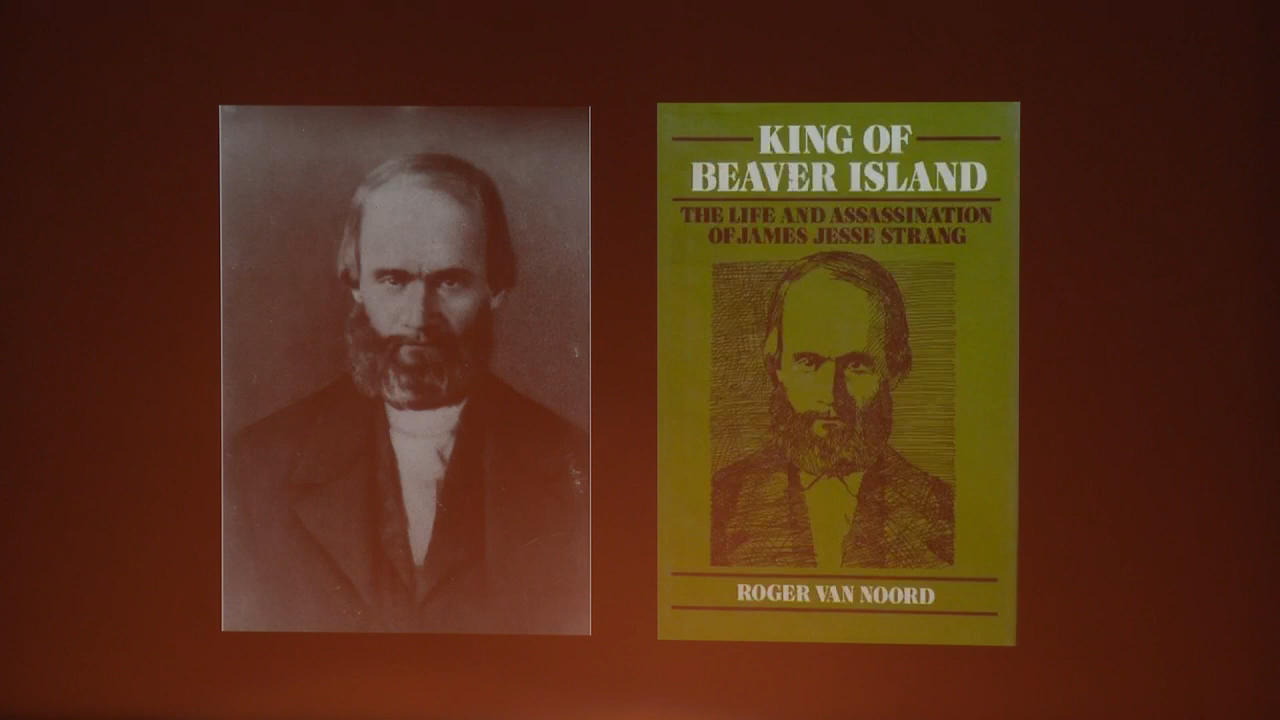 KING OF
BEAVER ISLAND
THE LIFE AND ASSASSINATION
OF JAMES JESSE STRANG
ROGER VAN NOORD